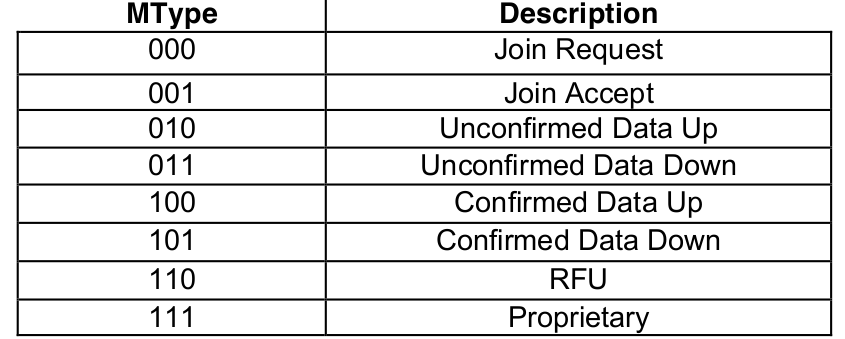 MType Description
000 Join Request
001 Join Accept
010 Unconfirmed Data Up
011 Unconfirmed Data Down
100 Confirmed Data Up
101 Confirmed Data Down
110 RFU
111 Proprietary